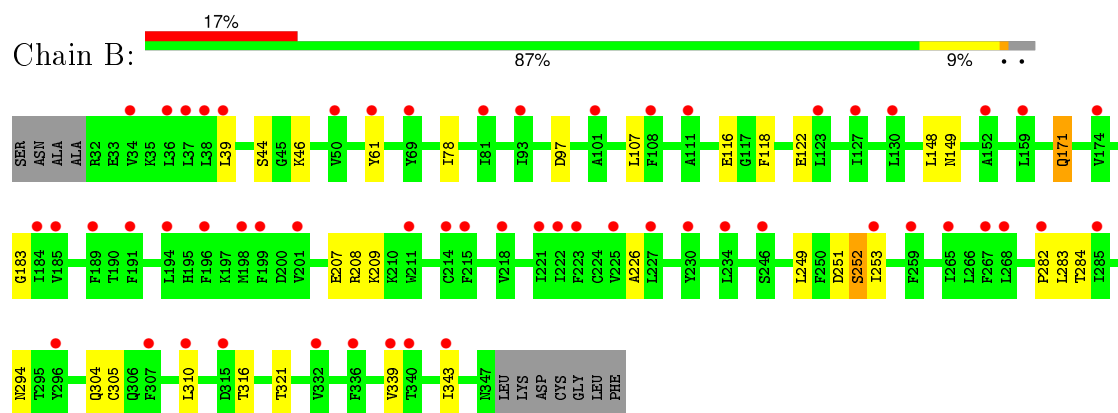 17%
Chain B:
87% 9% • •
SER ASN ALA ALA R32 E33 V34 K35 L36 L37 L38 L39 S44 G45 K46 V50 Y61 Y69 I78 I81 I93 D97 A101 L107 F108 A111 E116 G117 F118 E122 L123 I127 L130 L148 N149 A152 L159 Q171 V174
G183 I184 V185 F189 T190 F191 L194 H195 F196 K197 M198 F199 D200 V201 E207 R208 K209 K210 W211 C214 F215 V218 I221 I222 F223 C224 V225 A226 L227 Y230 L234 S246 L249 F250 D251 S252 I253 F259 I265 L266 F267 L268 P282 L283 T284 I285
N294 T295 Y296 Q304 C305 Q306 F307 L310 D315 T316 T321 V332 F336 V339 T340 I343 N347 LEU LYS ASP CYS GLY LEU PHE